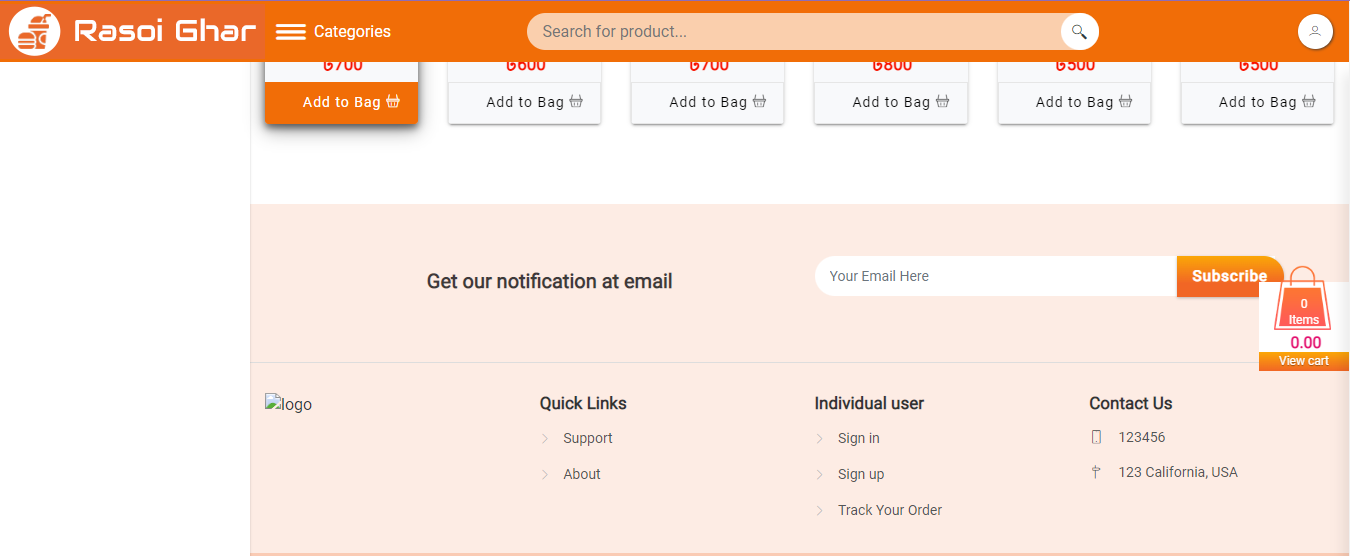 Rasoi Ghar
Categories
Search for product...
৳700 ৳600 ৳700 ৳800 ৳500 ৳500
Add to Bag Add to Bag Add to Bag Add to Bag Add to Bag Add to Bag
Get our notification at email
Your Email Here
Subscribe
0
Items
0.00
View cart
logo
Quick Links
Support
About
Individual user
Sign in
Sign up
Track Your Order
Contact Us
123456
123 California, USA